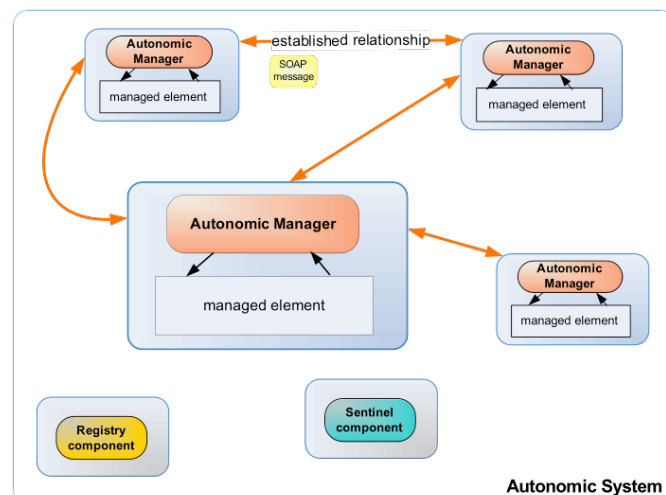 Autonomic
Manager
managed element
established relationship
SOAP
message
Autonomic
Manager
managed element
Autonomic Manager
managed element
Autonomic
Manager
managed element
Registry
component
Sentinel
component
Autonomic System